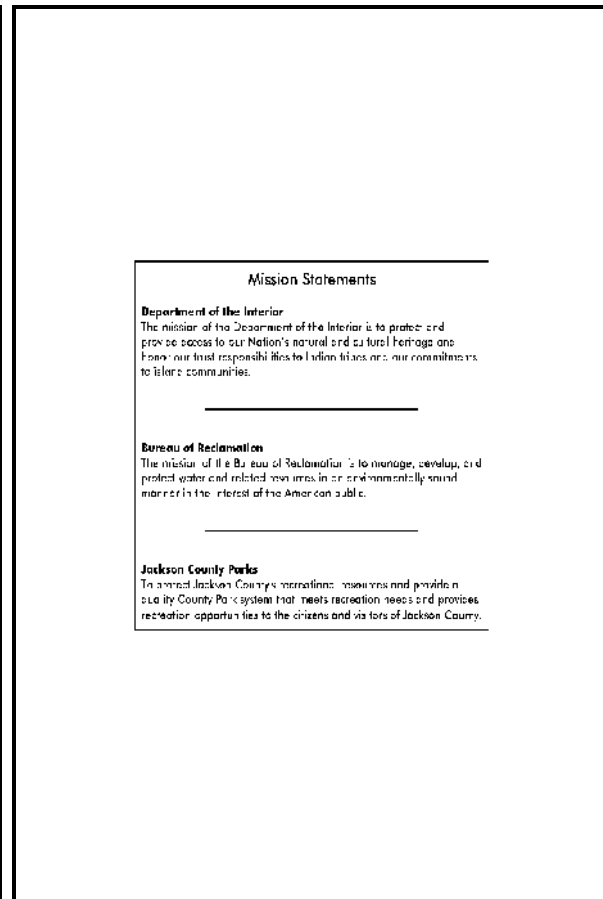 Mission Statements
Department of the Interior
The mission of the Department of the Interior is to protect and
provide access to our Nation's natural and cultural heritage and
honor our trust responsibilities to Indian tribes and our commitments
to island communities.
Bureau of Reclamation
The mission of the Bureau of Reclamation is to manage, develop, and
protect water and related resources in an environmentally sound
manner in the interest of the American public.
Jackson County Parks
To protect Jackson County's recreational resources and provide a
quality County Park system that meets recreation needs and provides
recreation opportunities to the citizens and visitors of Jackson County.